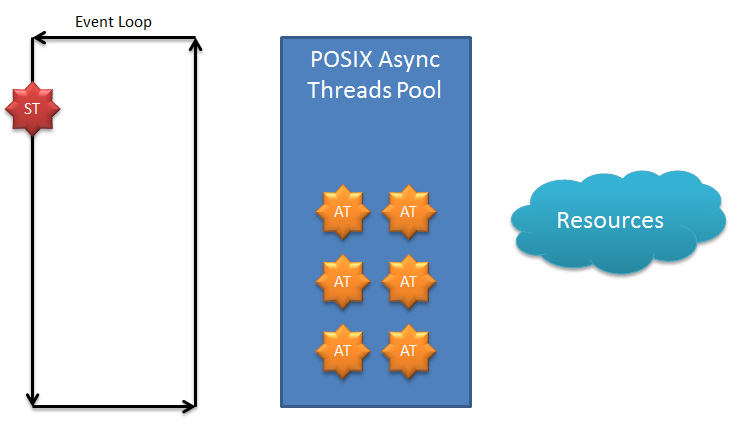 Event Loop
ST
POSIX Async
Threads Pool
AT AT
AT AT
AT AT
Resources